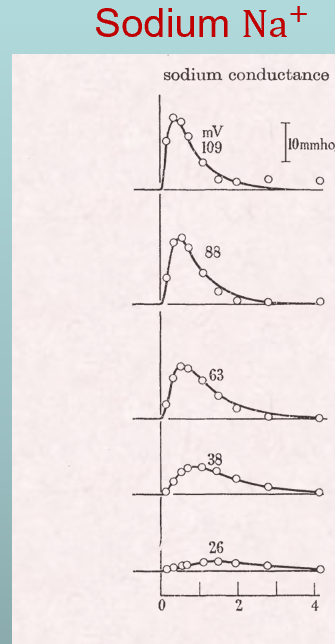 Sodium Na⁺
sodium conductance
mV
109
10mmho
88
63
38
26
0 2 4